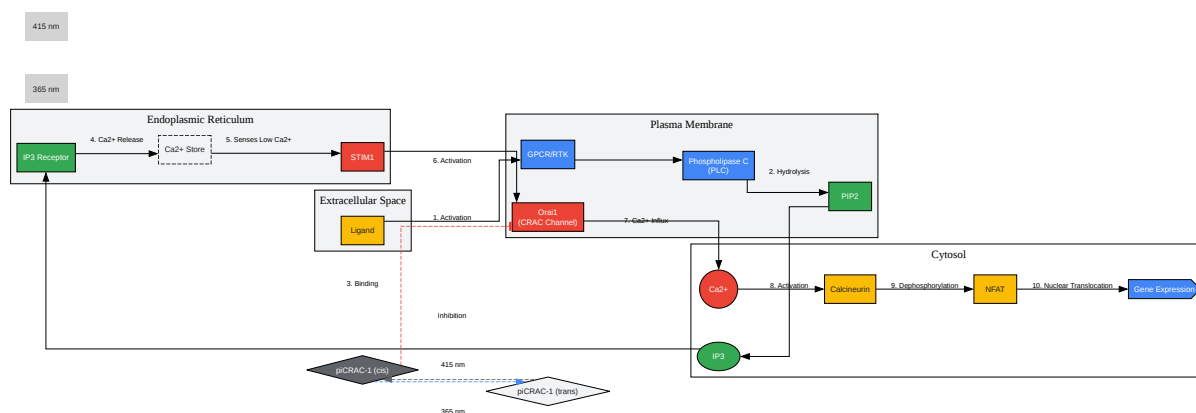 415 nm
365 nm
Endoplasmic Reticulum
IP3 Receptor
4. Ca2+ Release
Ca2+ Store
5. Senses Low Ca2+
STIM1
6. Activation
Plasma Membrane
GPCR/RTK
Phospholipase C
(PLC)
2. Hydrolysis
PIP2
Orai1
(CRAC Channel)
7. Ca2+ Influx
Extracellular Space
Ligand
1. Activation
3. Binding
Inhibition
Cytosol
Ca2+
8. Activation
Calcineurin
9. Dephosphorylation
NFAT
10. Nuclear Translocation
Gene Expression
IP3
piCRAC-1 (cis)
415 nm
piCRAC-1 (trans)
365 nm